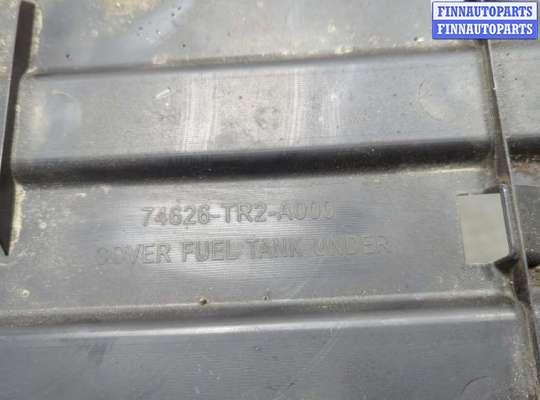 FINNAUTOPARTS
FINNAUTOPARTS
74626-TR2-A000
COVER FUEL TANK UNDER